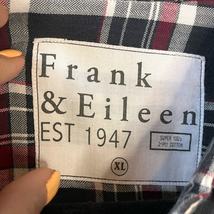 Frank
& Eileen
EST 1947
XL
SUPER 100's
2-PLY COTTON